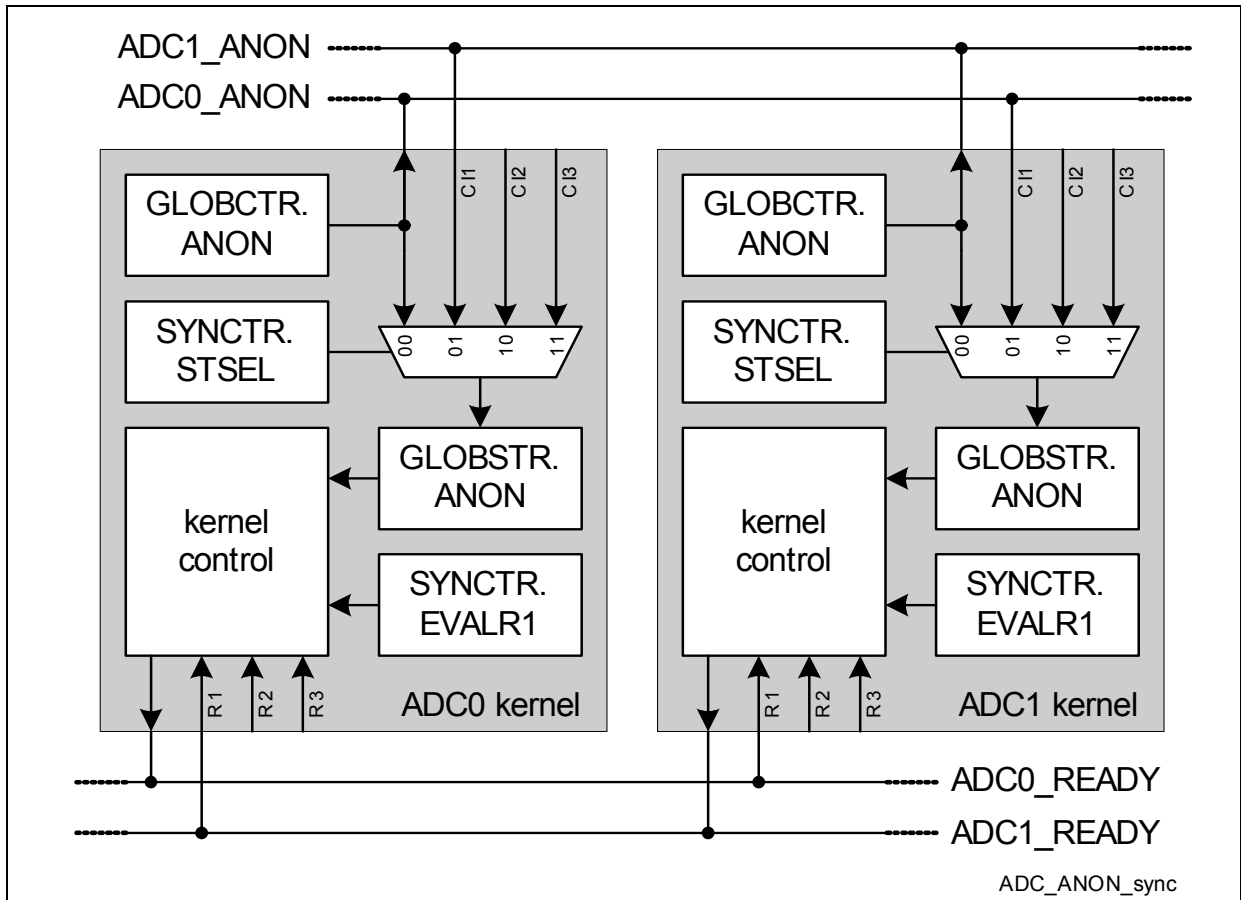 ADC1_ANON
ADC0_ANON
GLOBCTR.
ANON
CI1
CI2
CI3
SYNCTR.
STSEL
00
01
10
11
kernel
control
GLOBSTR.
ANON
SYNCTR.
EVALR1
R1
R2
R3
ADC0 kernel
GLOBCTR.
ANON
CI1
CI2
CI3
SYNCTR.
STSEL
00
01
10
11
kernel
control
GLOBSTR.
ANON
SYNCTR.
EVALR1
R1
R2
R3
ADC1 kernel
ADC0_READY
ADC1_READY
ADC_ANON_sync